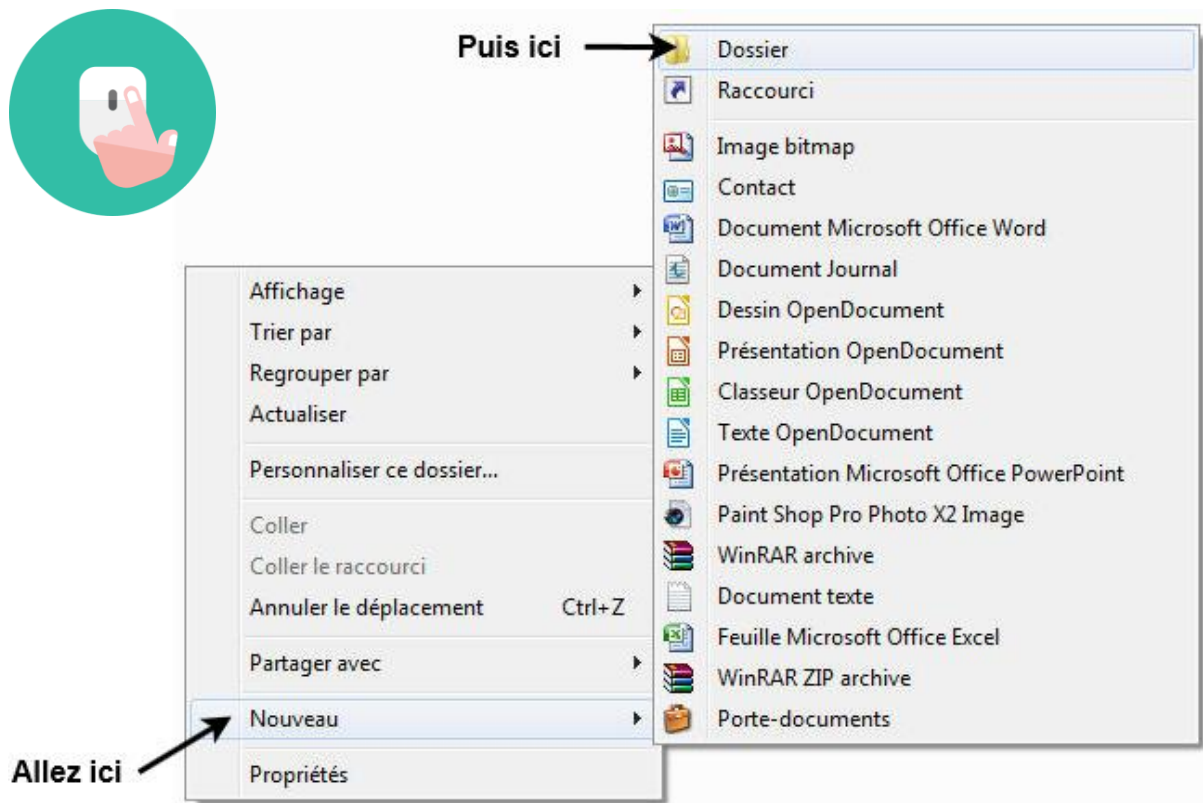 Puis ici
Dossier
Raccourci
Image bitmap
Contact
Document Microsoft Office Word
Document Journal
Dessin OpenDocument
Présentation OpenDocument
Classeur OpenDocument
Texte OpenDocument
Présentation Microsoft Office PowerPoint
Paint Shop Pro Photo X2 Image
WinRAR archive
Document texte
Feuille Microsoft Office Excel
WinRAR ZIP archive
Porte-documents
Affichage
Trier par
Regrouper par
Actualiser
Personnaliser ce dossier...
Coller
Coller le raccourci
Annuler le déplacement Ctrl+Z
Partager avec
Nouveau
Propriétés
Allez ici